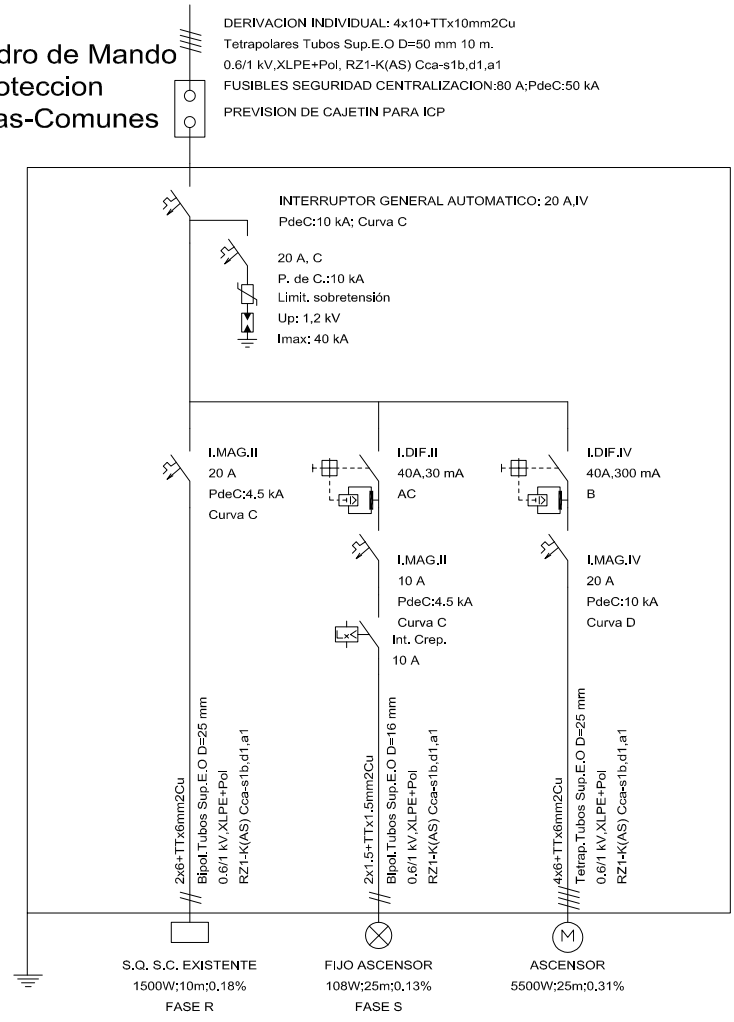 DERIVACION INDIVIDUAL: 4x10+TTx10mm2Cu
Tetrapolares Tubos Sup.E.O D=50 mm 10 m.
0.6/1 kV,XLPE+Pol, RZ1-K(AS) Cca-s1b,d1,a1
FUSIBLES SEGURIDAD CENTRALIZACION:80 A;PdeC:50 kA
PREVISION DE CAJETIN PARA ICP
dro de Mando
oteccion
as-Comunes
INTERRUPTOR GENERAL AUTOMATICO: 20 A,IV
PdeC:10 kA; Curva C
20 A, C
P. de C.:10 kA
Limit. sobretensión
Up: 1,2 kV
Imax: 40 kA
I.MAG.II
20 A
PdeC:4.5 kA
Curva C
I.DIF.II
40A,30 mA
AC
I.DIF.IV
40A,300 mA
B
I.MAG.II
10 A
PdeC:4.5 kA
Curva C
Int. Crep.
10 A
Lx<
I.MAG.IV
20 A
PdeC:10 kA
Curva D
2x6+TTx6mm2Cu
Bipol.Tubos Sup.E.O D=25 mm
0.6/1 kV,XLPE+Pol
RZ1-K(AS) Cca-s1b,d1,a1
2x1.5+TTx1.5mm2Cu
Bipol.Tubos Sup.E.O D=16 mm
0.6/1 kV,XLPE+Pol
RZ1-K(AS) Cca-s1b,d1,a1
4x6+TTx6mm2Cu
Tetrap.Tubos Sup.E.O D=25 mm
0.6/1 kV,XLPE+Pol
RZ1-K(AS) Cca-s1b,d1,a1
S.Q. S.C. EXISTENTE
1500W;10m;0.18%
FASE R
FIJO ASCENSOR
108W;25m;0.13%
FASE S
M
ASCENSOR
5500W;25m;0.31%